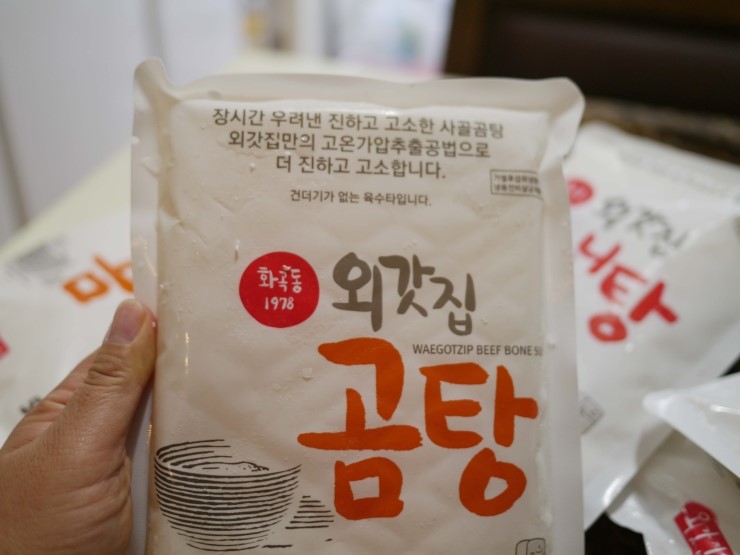 장시간 우려낸 진하고 고소한 사골곰탕
외갓집만의 고온가압추출공법으로
더 진하고 고소합니다.
건더기가 없는 육수타입니다.
화곡동
1978
외갓집
WAEGOTZIP BEEF BONE
곰탕
외갓집
탕